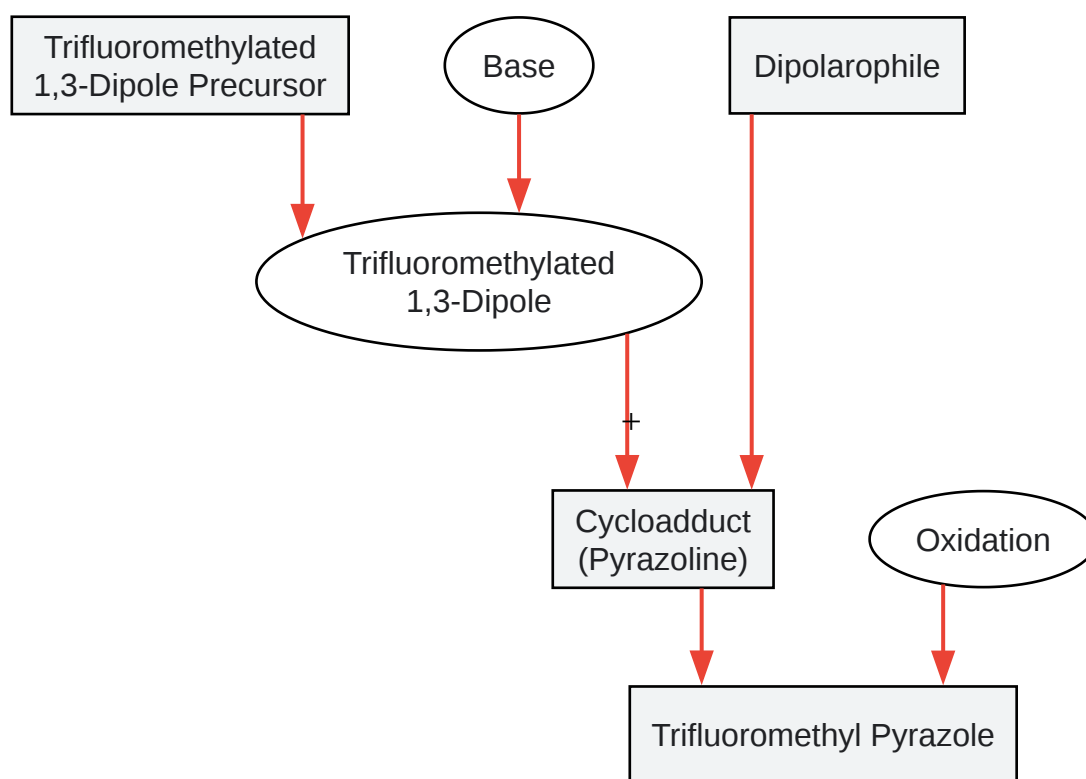 Trifluoromethylated
1,3-Dipole Precursor
Base
Dipolarophile
Trifluoromethylated
1,3-Dipole
+
Cycloadduct
(Pyrazoline)
Oxidation
Trifluoromethyl Pyrazole